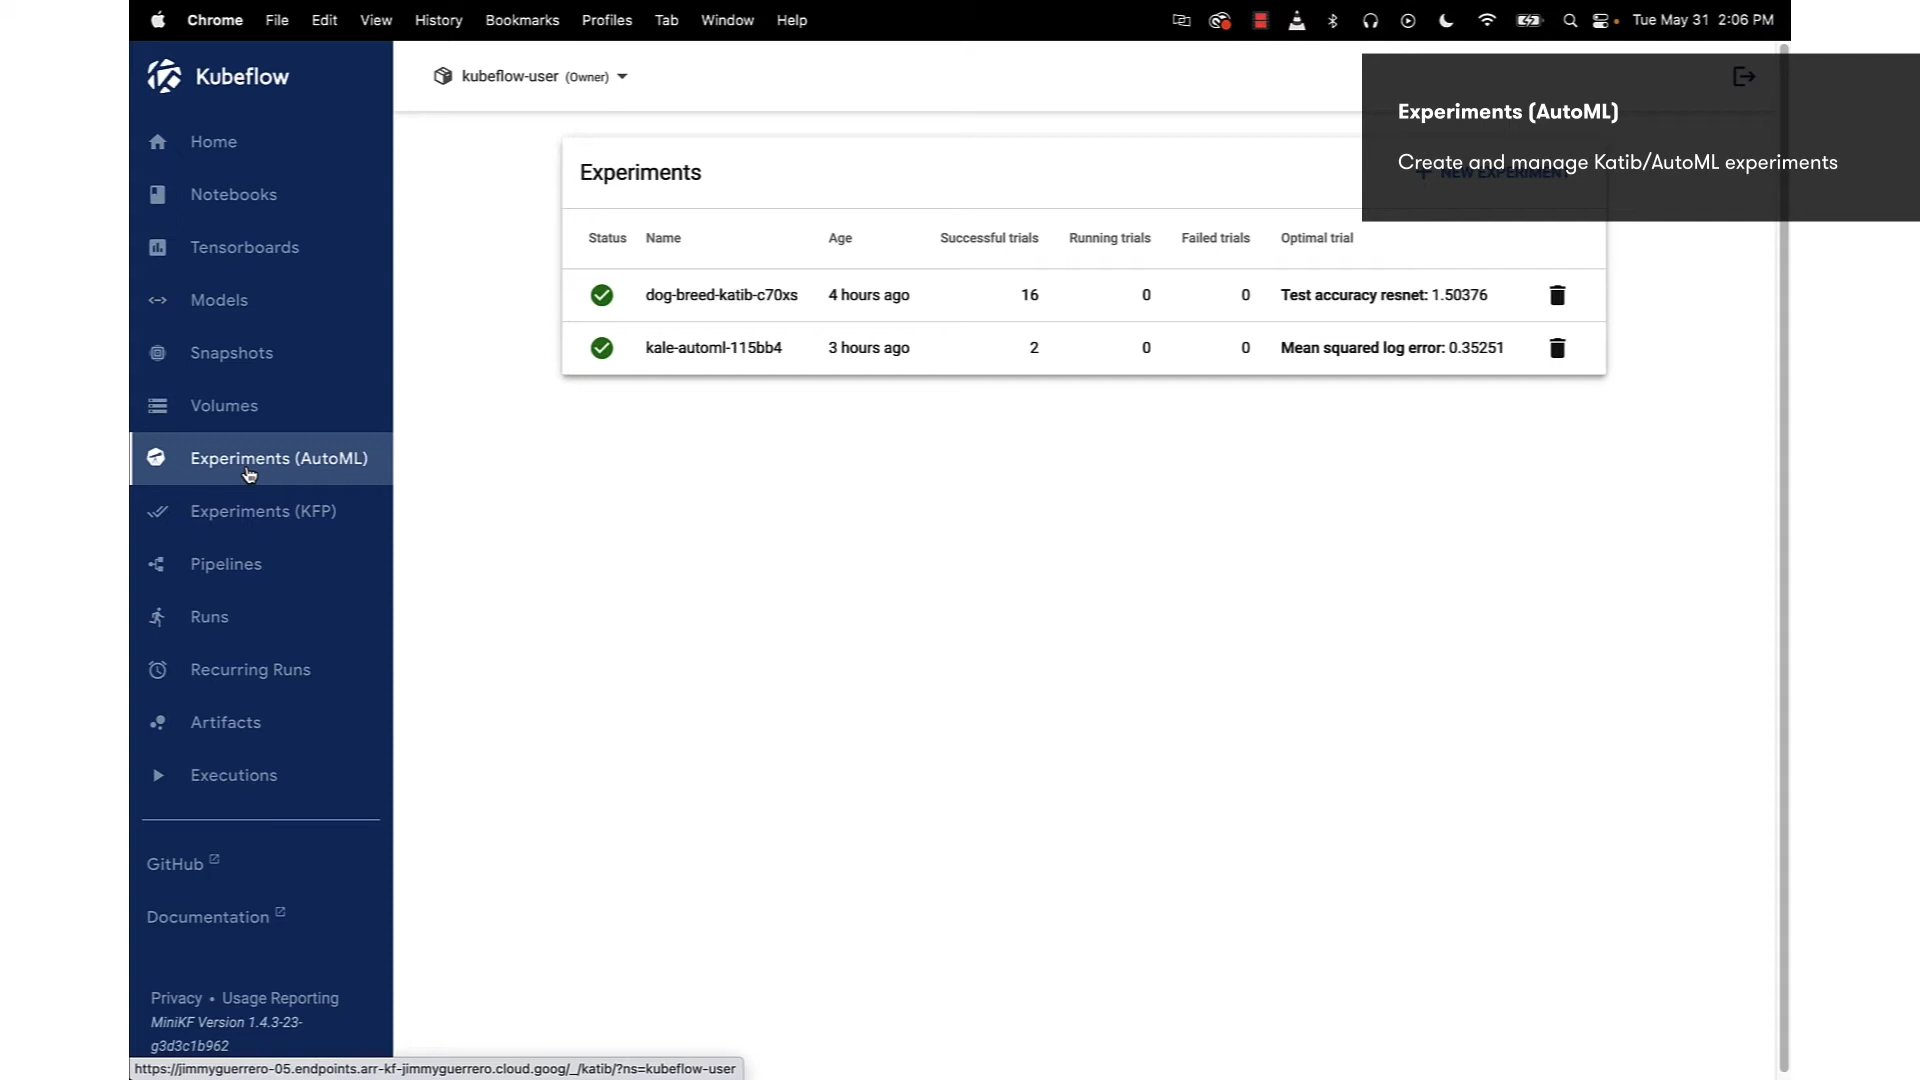 Chrome File Edit View History Bookmarks Profiles Tab Window Help Tue May 31 2:06 PM
Kubeflow
kubeflow-user (Owner)
Experiments (AutoML)
Create and manage Katib/AutoML experiments
Home
Notebooks
Tensorboards
Models
Snapshots
Volumes
Experiments (AutoML)
Experiments (KFP)
Pipelines
Runs
Recurring Runs
Artifacts
Executions
GitHub
Documentation
Privacy • Usage Reporting
MiniKF Version 1.4.3-23-
g3d3c1b962
Experiments
+ NEW EXPERIMENT
Status Name Age Successful trials Running trials Failed trials Optimal trial
dog-breed-katib-c70xs 4 hours ago 16 0 0 Test accuracy resnet: 1.50376
kale-automl-115bb4 3 hours ago 2 0 0 Mean squared log error: 0.35251
https://jimmyguerrero-05.endpoints.arr-kf-jimmyguerrero.cloud.goog/_/katib/?ns=kubeflow-user